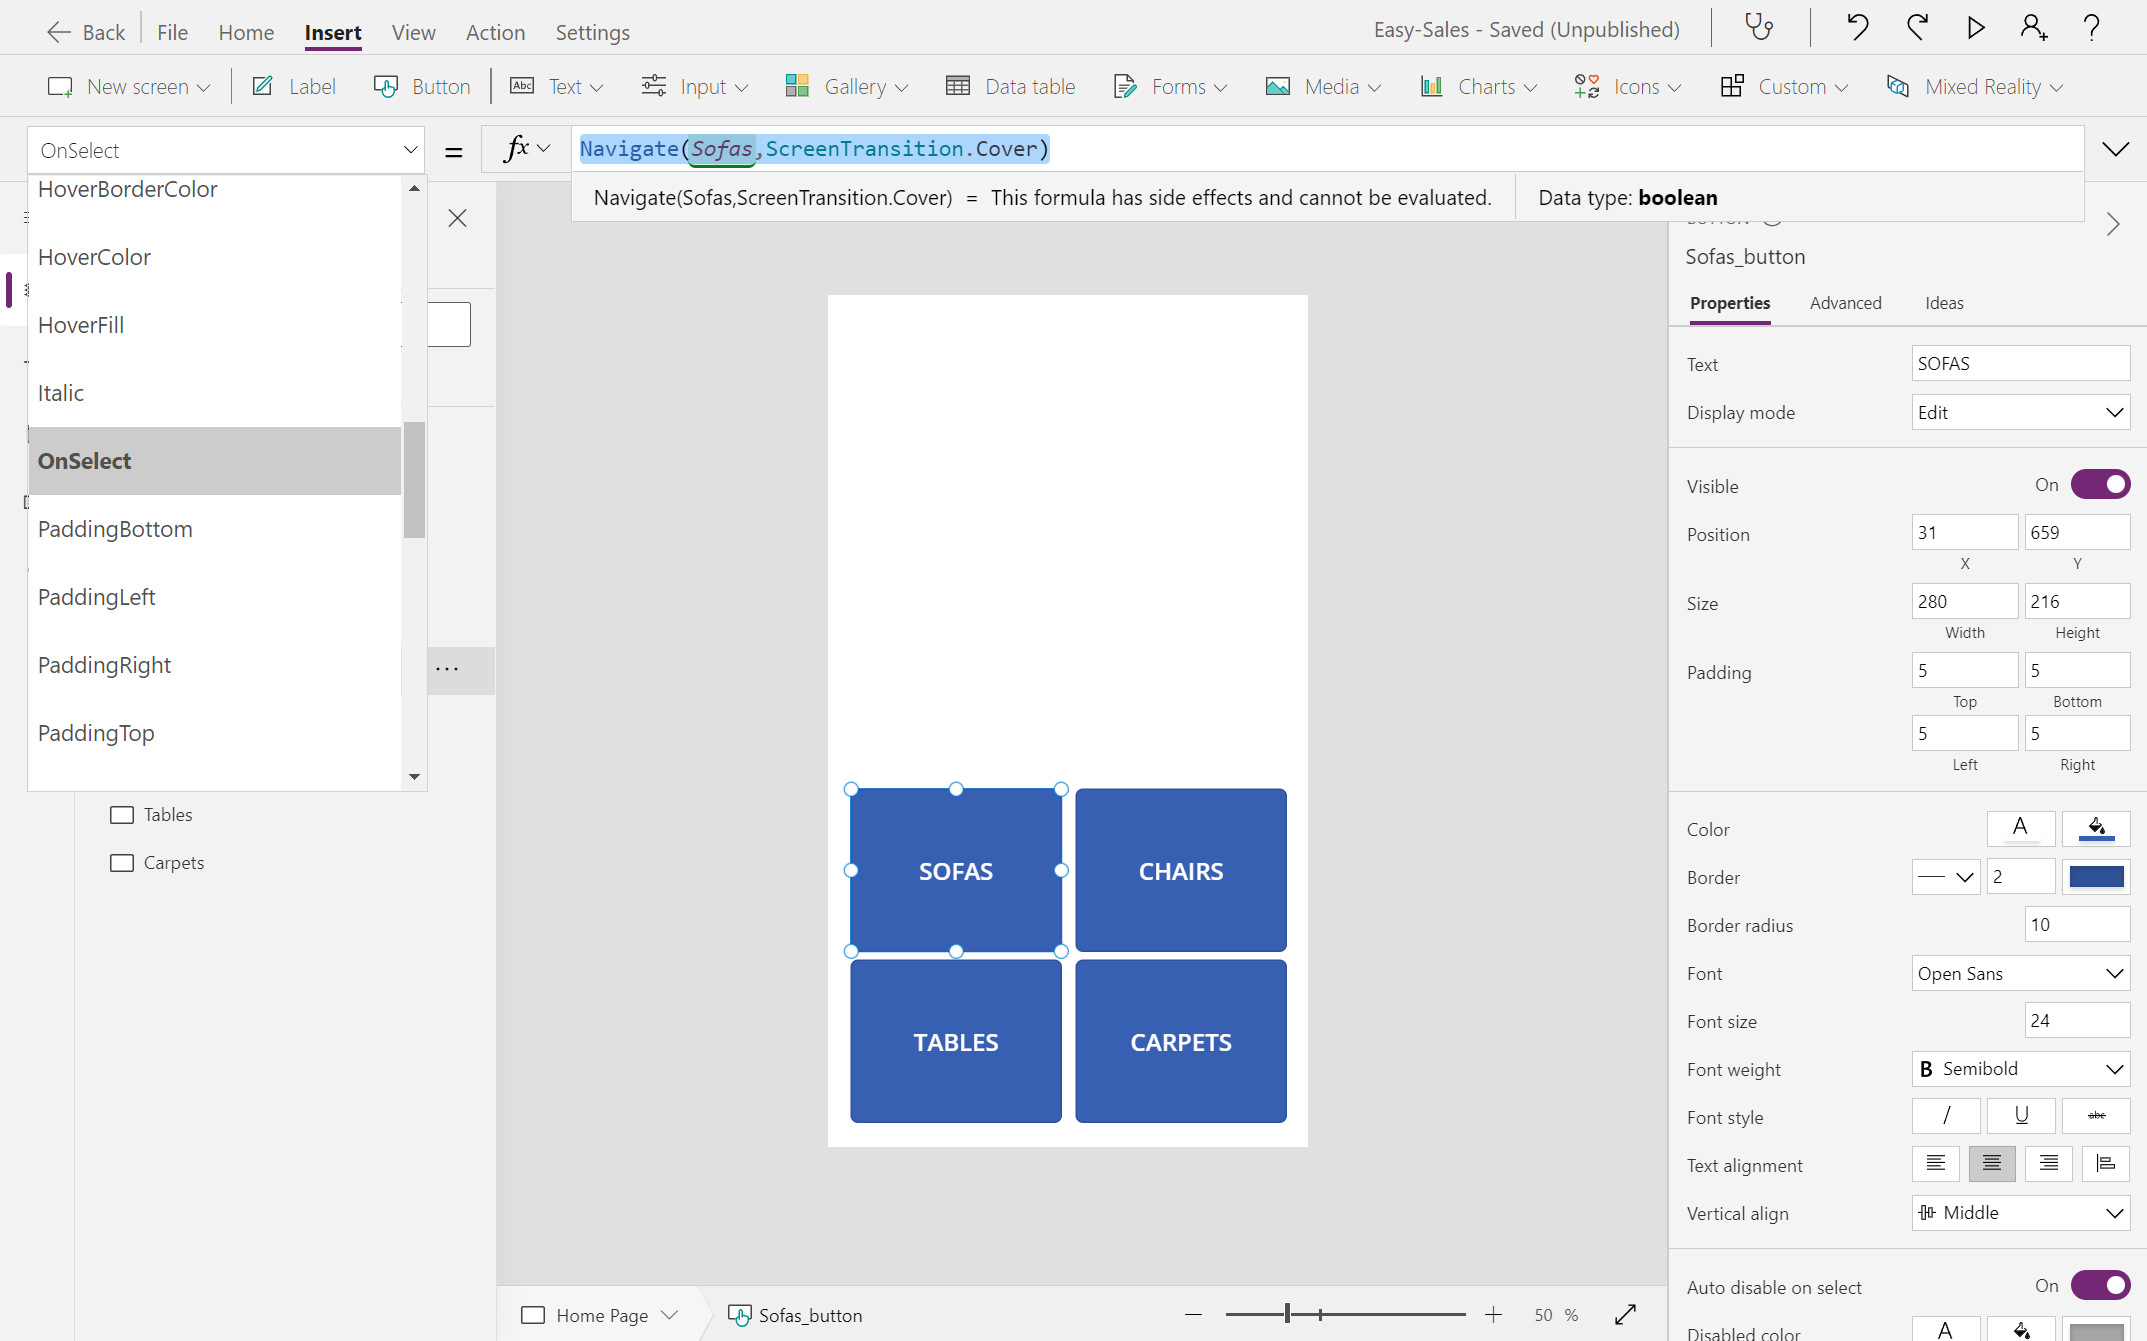 Back File Home Insert View Action Settings Easy-Sales - Saved (Unpublished)
New screen Label Button Abc Text Input Gallery Data table Forms Media Charts Icons Custom Mixed Reality
OnSelect = fx Navigate(Sofas,ScreenTransition.Cover)
Navigate(Sofas,ScreenTransition.Cover) = This formula has side effects and cannot be evaluated. Data type: boolean
HoverBorderColor
HoverColor
HoverFill
Italic
OnSelect
PaddingBottom
PaddingLeft
PaddingRight
PaddingTop
Tables
Carpets
SOFAS CHAIRS
TABLES CARPETS
Home Page Sofas_button 50 %
Sofas_button
Properties Advanced Ideas
Text SOFAS
Display mode Edit
Visible On
Position 31 659
X Y
Size 280 216
Width Height
Padding 5 5
Top Bottom
5 5
Left Right
Color A
Border 2
Border radius 10
Font Open Sans
Font size 24
Font weight B Semibold
Font style / U abc
Text alignment
Vertical align Middle
Auto disable on select On
Disabled color A